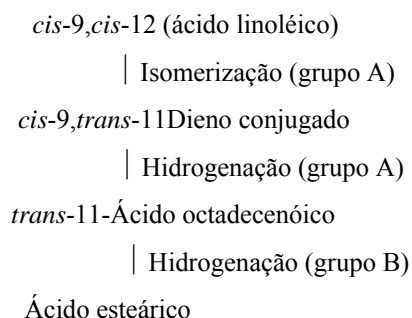 cis-9,cis-12 (ácido linoléico)
Isomerização (grupo A)
cis-9,trans-11Dieno conjugado
Hidrogenação (grupo A)
trans-11-Ácido octadecenóico
Hidrogenação (grupo B)
Ácido esteárico